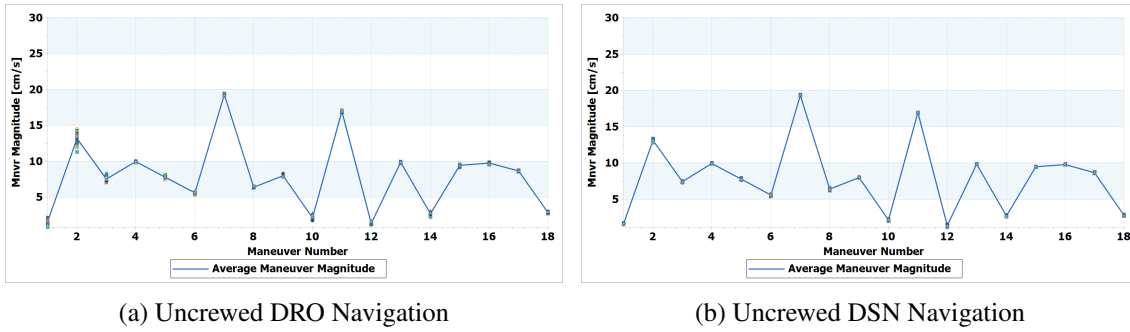 30
25
20
15
10
5
Mnvr Magnitude [cm/s]
2 4 6 8 10 12 14 16 18
Maneuver Number
Average Maneuver Magnitude
(a) Uncrewed DRO Navigation
30
25
20
15
10
5
Mnvr Magnitude [cm/s]
2 4 6 8 10 12 14 16 18
Maneuver Number
Average Maneuver Magnitude
(b) Uncrewed DSN Navigation